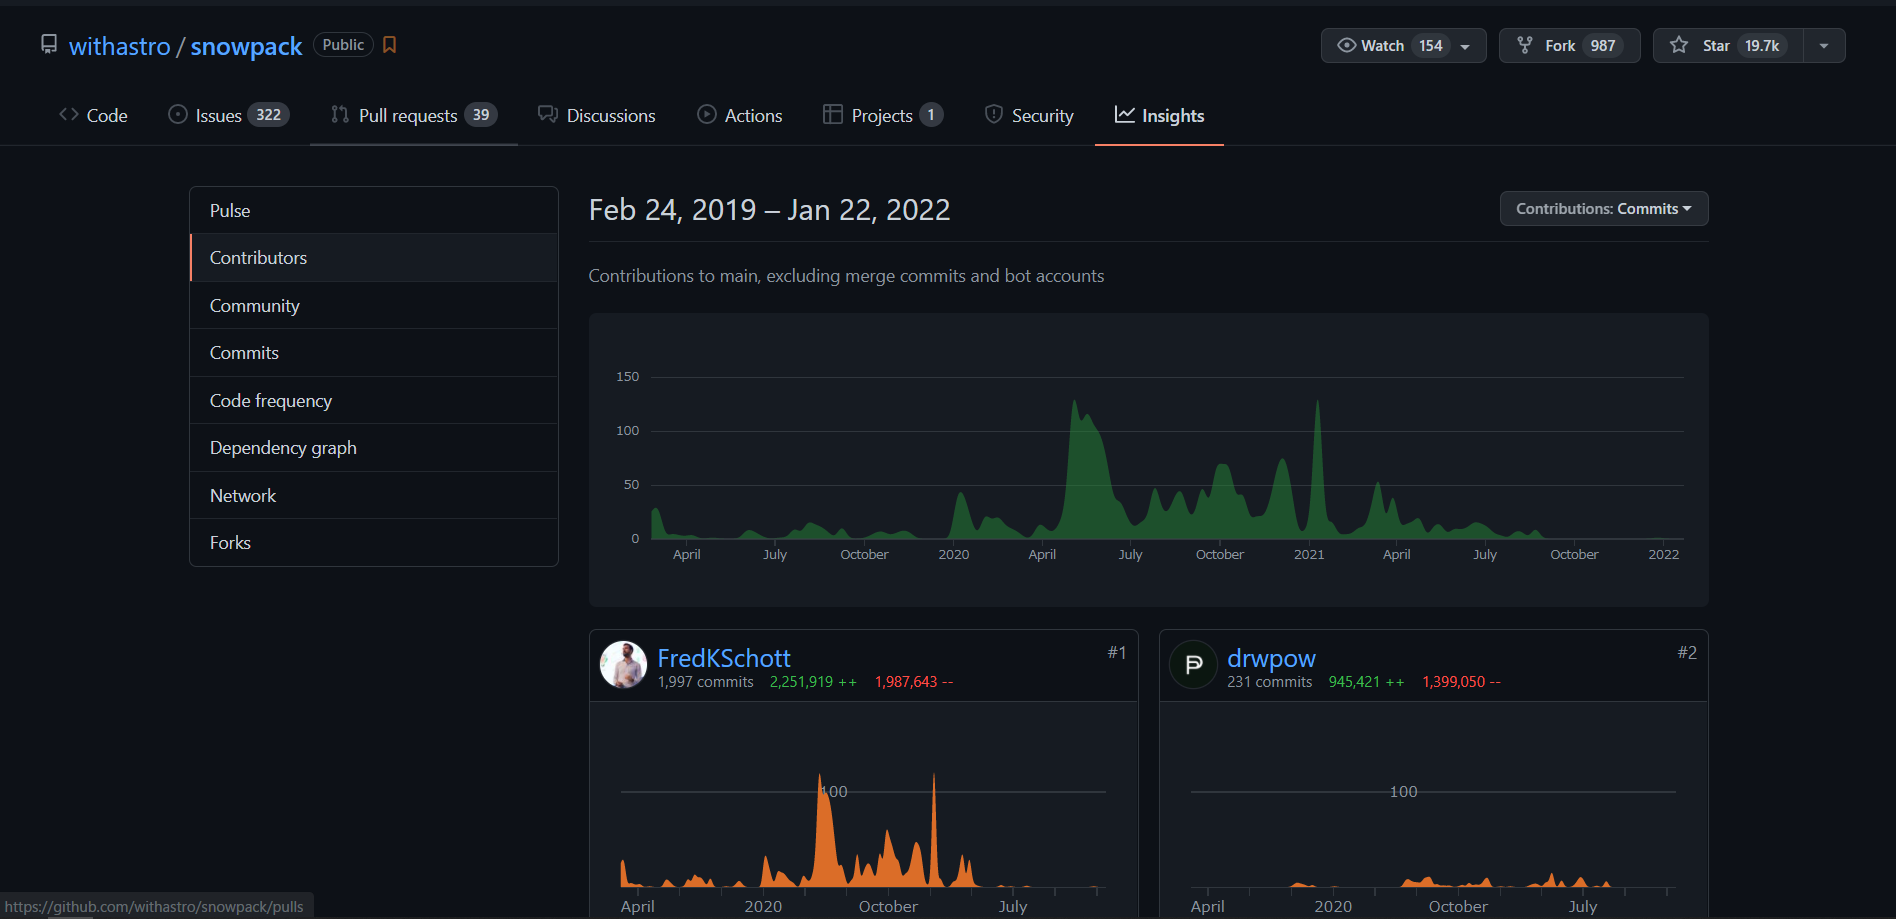 withastro / snowpack Public
Watch 154 Fork 987 Star 19.7k
Code Issues 322 Pull requests 39 Discussions Actions Projects 1 Security Insights
Pulse
Contributors
Community
Commits
Code frequency
Dependency graph
Network
Forks
Feb 24, 2019 – Jan 22, 2022
Contributions: Commits
Contributions to main, excluding merge commits and bot accounts
150
100
50
0
April July October 2020 April July October 2021 April July October 2022
FredKSchott #1
1,997 commits 2,251,919 ++ 1,987,643 --
100
April 2020 October July
drwpow #2
231 commits 945,421 ++ 1,399,050 --
100
April 2020 October July
https://github.com/withastro/snowpack/pulls